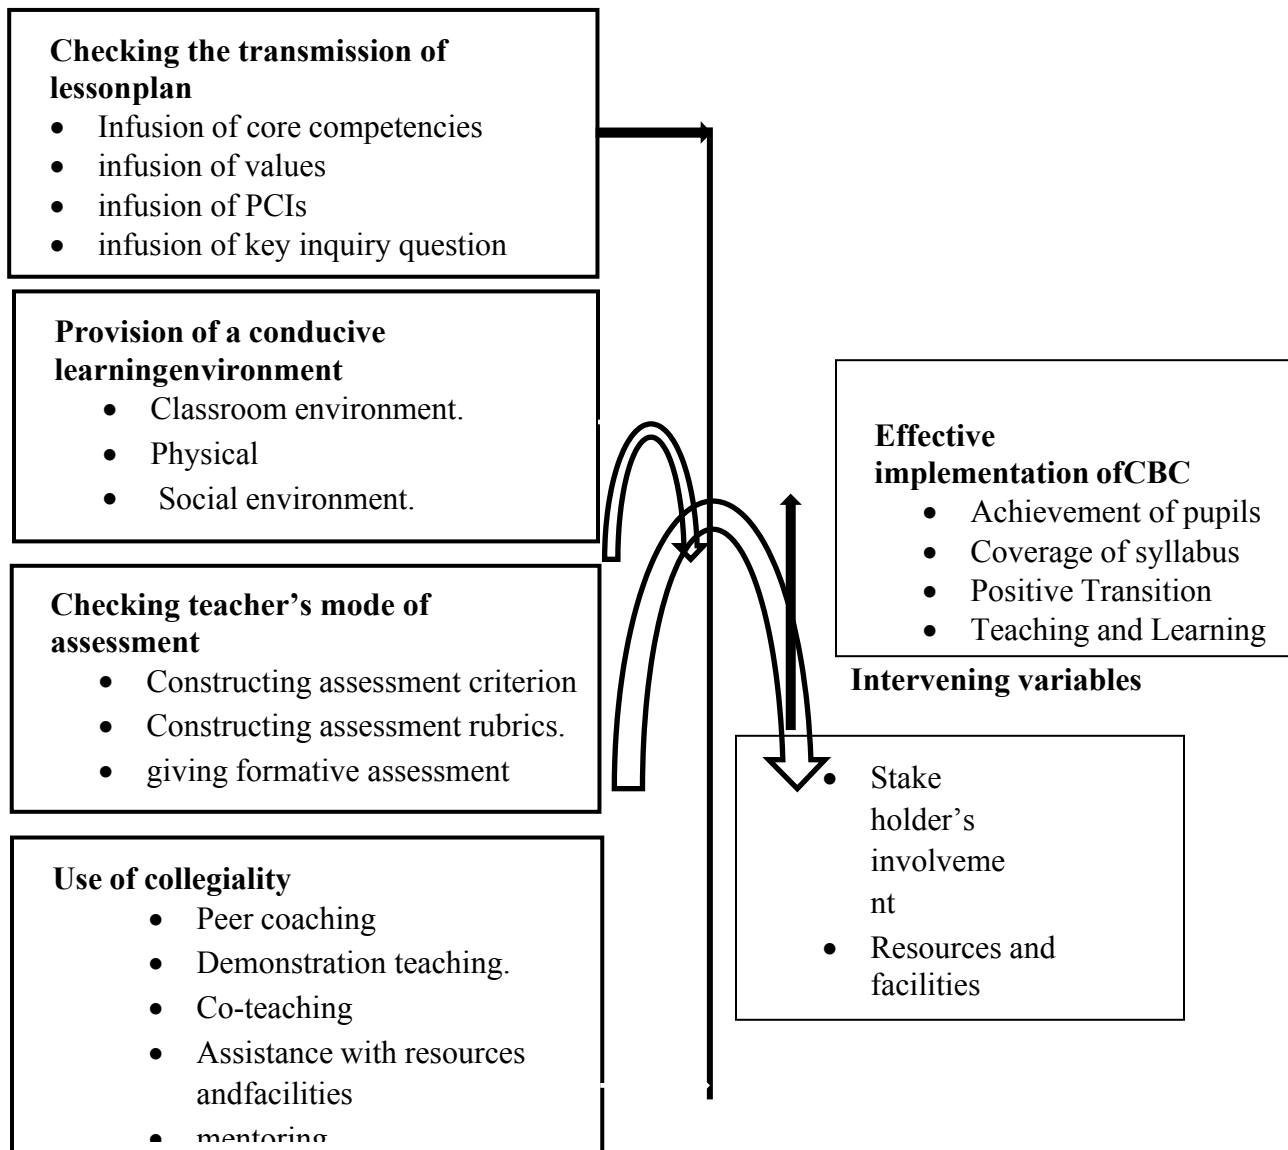 Checking the transmission of
lessonplan
• Infusion of core competencies
• infusion of values
• infusion of PCIs
• infusion of key inquiry question
Provision of a conducive
learningenvironment
• Classroom environment.
• Physical
• Social environment.
Checking teacher’s mode of
assessment
• Constructing assessment criterion
• Constructing assessment rubrics.
• giving formative assessment
Use of collegiality
• Peer coaching
• Demonstration teaching.
• Co-teaching
• Assistance with resources
andfacilities
• mentoring
Effective
implementation ofCBC
• Achievement of pupils
• Coverage of syllabus
• Positive Transition
• Teaching and Learning
Intervening variables
• Stake
holder’s
involveme
nt
• Resources and
facilities